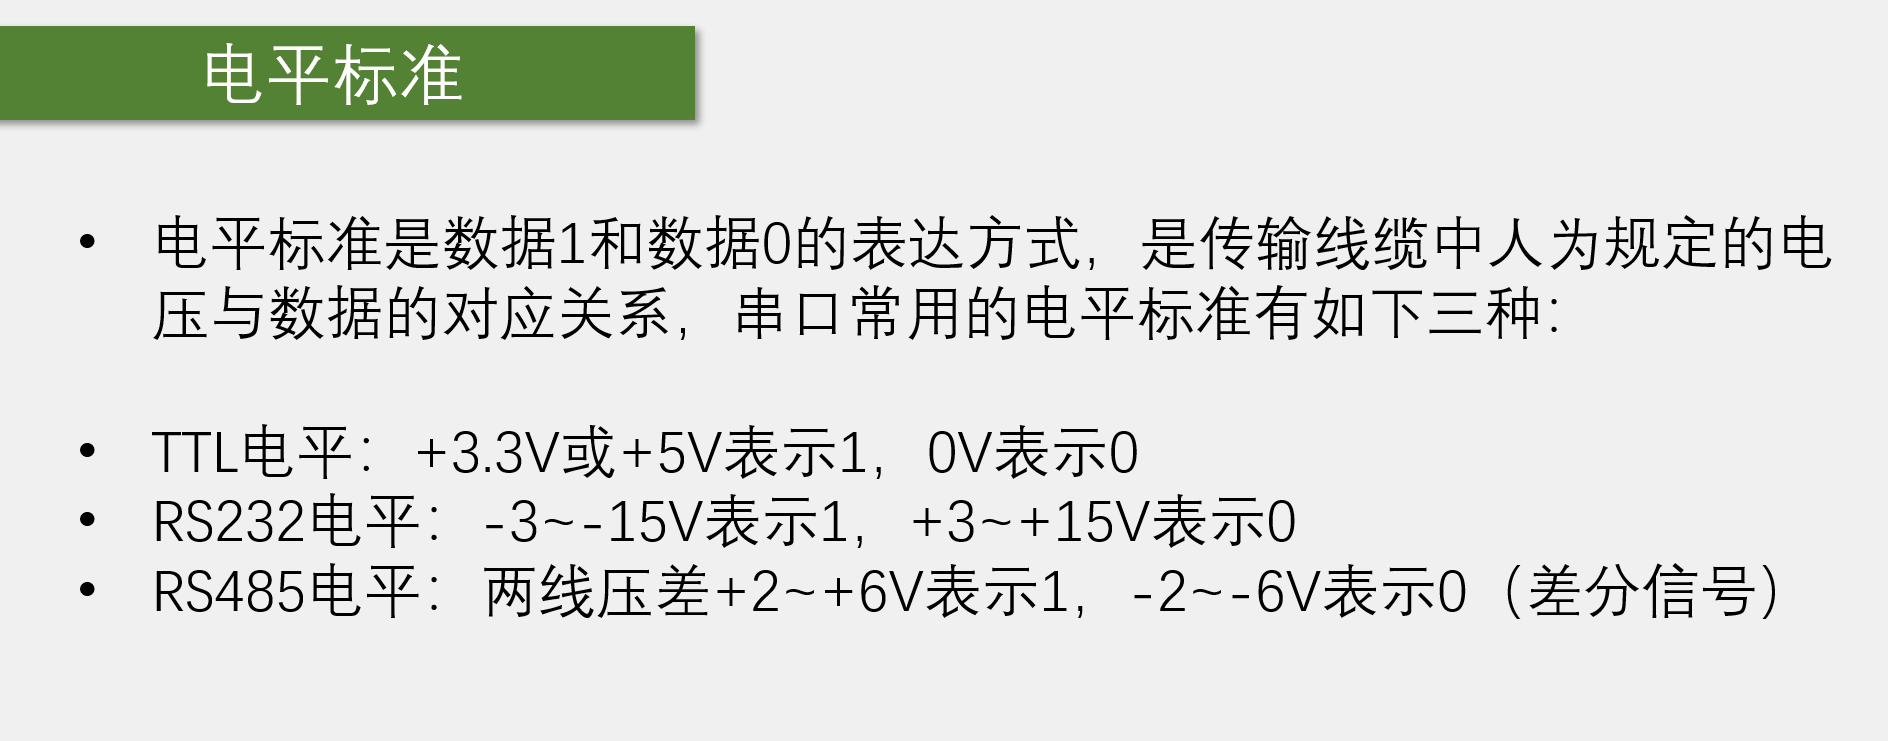 电平标准
• 电平标准是数据1和数据0的表达方式，是传输线缆中人为规定的电
压与数据的对应关系，串口常用的电平标准有如下三种：
• TTL电平：+3.3V或+5V表示1，0V表示0
• RS232电平：-3~-15V表示1，+3~+15V表示0
• RS485电平：两线压差+2~+6V表示1，-2~-6V表示0（差分信号）